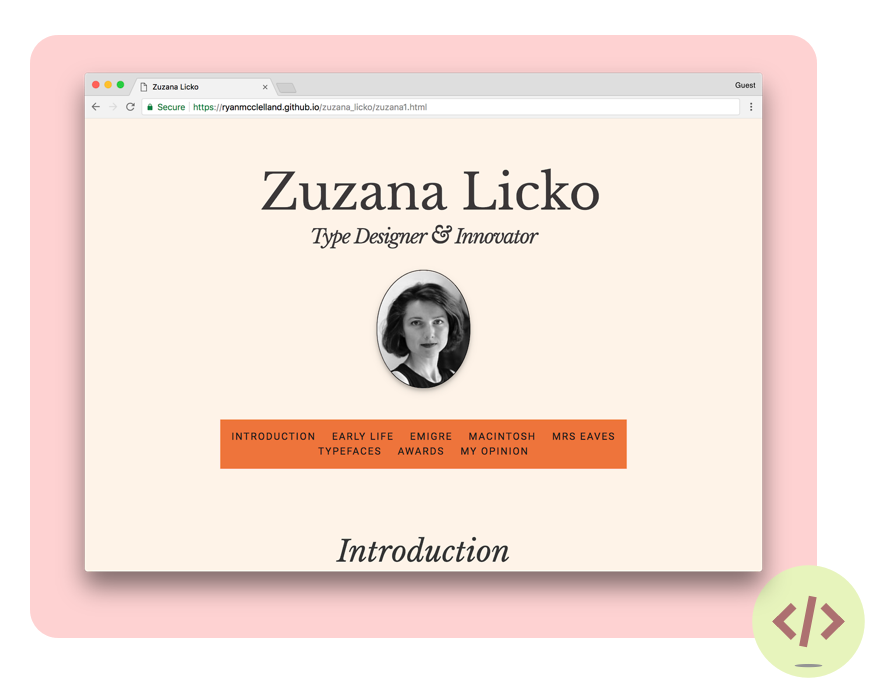 Zuzana Licko
Guest
Secure https://ryanmcclelland.github.io/zuzana_licko/zuzana1.html
Zuzana Licko
Type Designer & Innovator
INTRODUCTION EARLY LIFE EMIGRE MACINTOSH MRS EAVES
TYPEFACES AWARDS MY OPINION
Introduction
</>